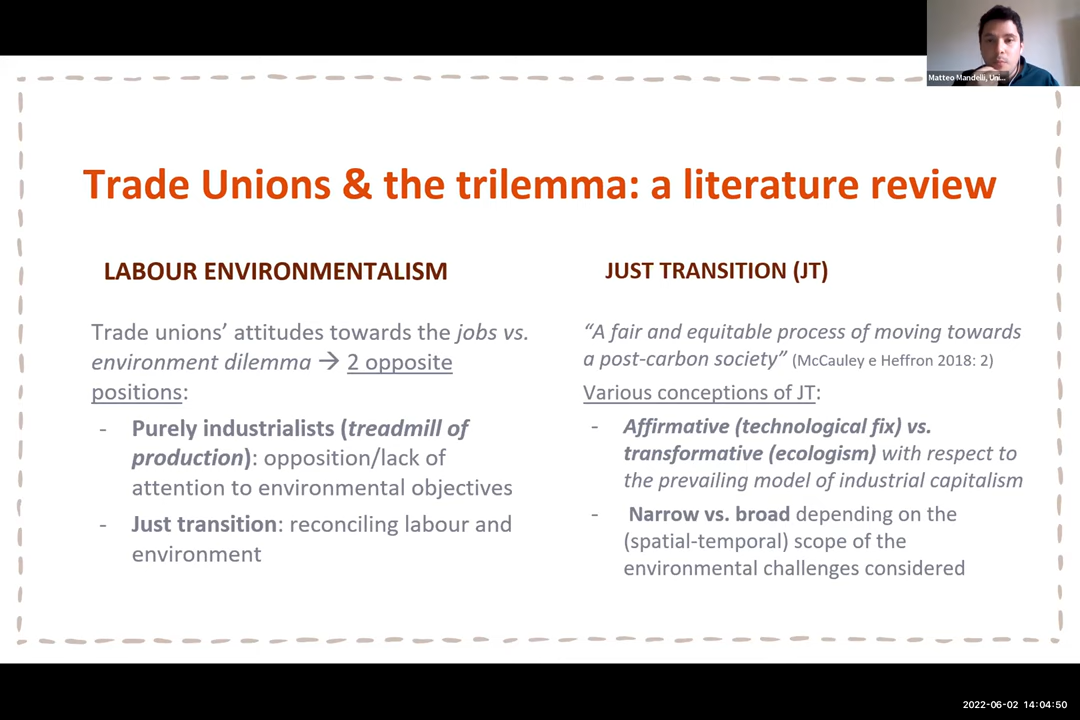 Matteo Mandelli, Uni...
Trade Unions & the trilemma: a literature review
LABOUR ENVIRONMENTALISM
Trade unions’ attitudes towards the jobs vs.
environment dilemma → 2 opposite
positions:
- Purely industrialists (treadmill of
production): opposition/lack of
attention to environmental objectives
- Just transition: reconciling labour and
environment
JUST TRANSITION (JT)
“A fair and equitable process of moving towards
a post-carbon society” (McCauley e Heffron 2018: 2)
Various conceptions of JT:
- Affirmative (technological fix) vs.
transformative (ecologism) with respect to
the prevailing model of industrial capitalism
- Narrow vs. broad depending on the
(spatial-temporal) scope of the
environmental challenges considered
2022-06-02 14:04:50